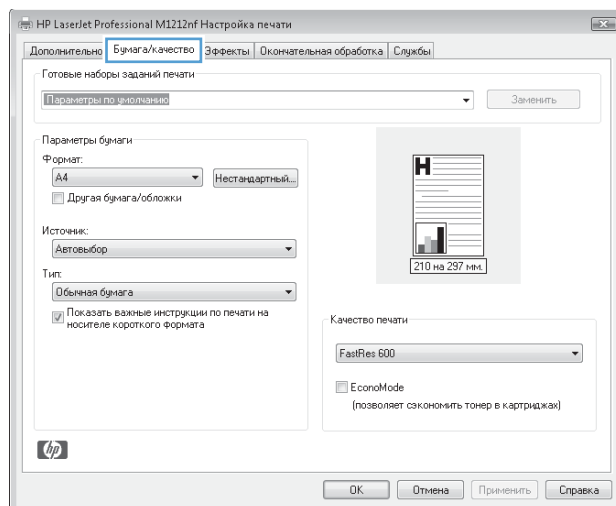 HP LaserJet Professional M1212nf Настройка печати
Дополнительно Бумага/качество Эффекты Окончательная обработка Службы
Готовые наборы заданий печати
Параметры по умолчанию Заменить
Параметры бумаги
Формат:
A4 Нестандартный...
Другая бумага/обложки
Источник:
Автовыбор
Тип:
Обычная бумага
Показать важные инструкции по печати на
носителе короткого формата
H
210 на 297 мм.
Качество печати
FastRes 600
EconoMode
(позволяет сэкономить тонер в картриджах)
hp
OK Отмена Применить Справка